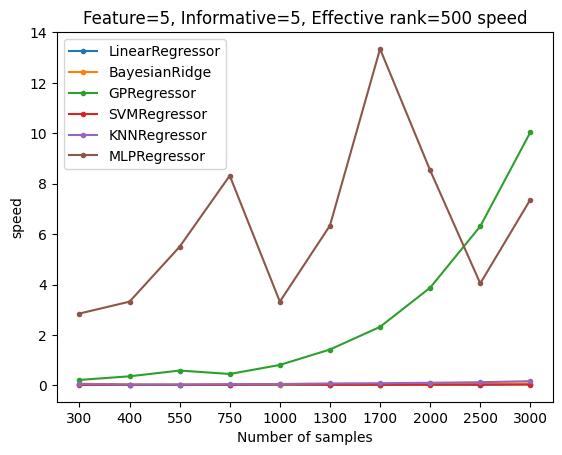 Feature=5, Informative=5, Effective rank=500 speed
14
12
10
8
6
4
2
0
speed
LinearRegressor
BayesianRidge
GPRegressor
SVMRegressor
KNNRegressor
MLPRegressor
300 400 550 750 1000 1300 1700 2000 2500 3000
Number of samples